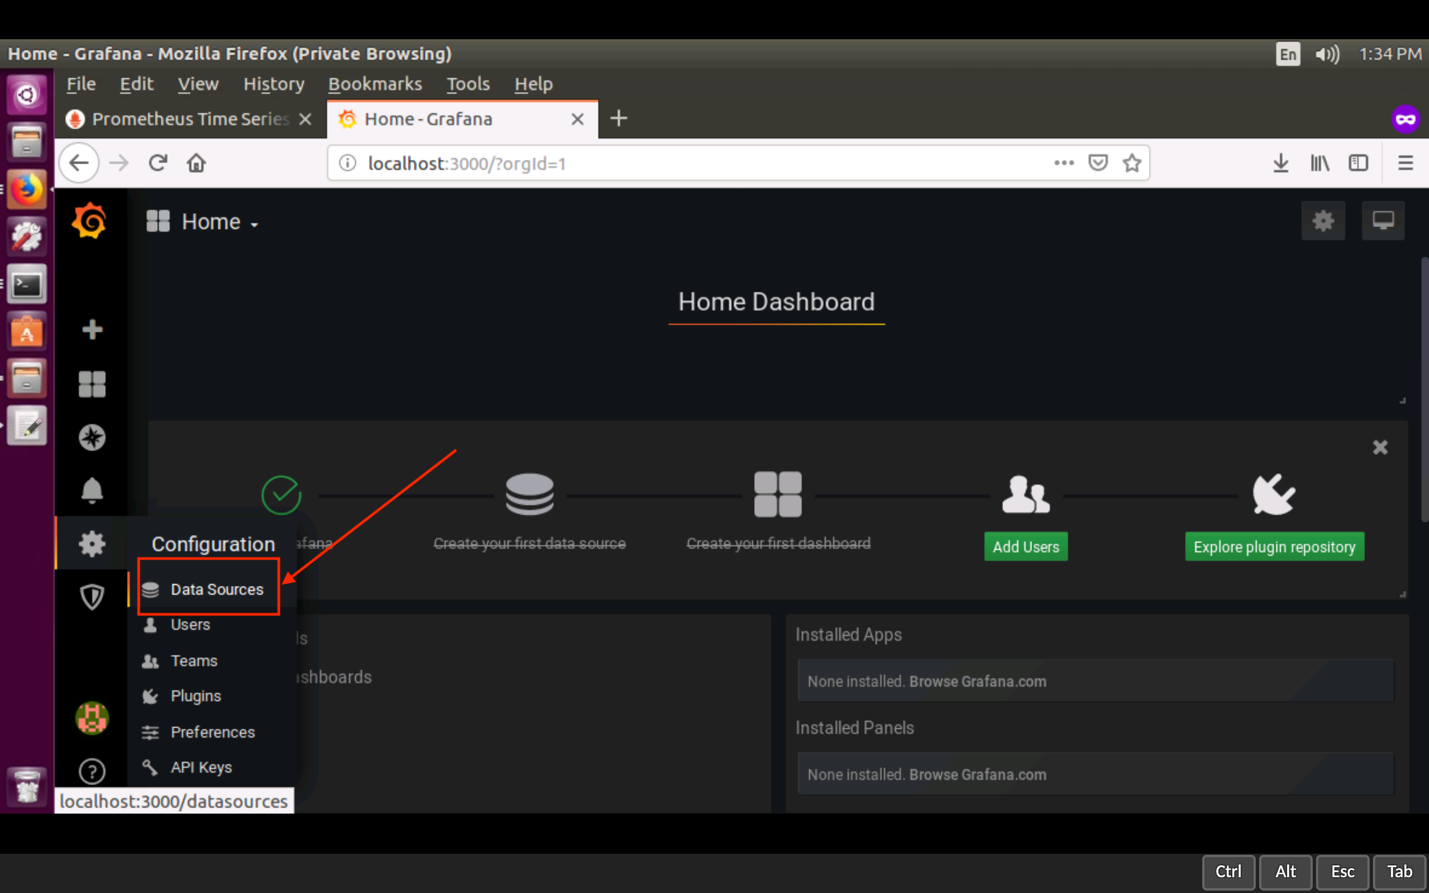 Home - Grafana - Mozilla Firefox (Private Browsing)
En
1:34 PM
File Edit View History Bookmarks Tools Help
Prometheus Time Series
Home - Grafana
localhost:3000/?orgId=1
Home
Home Dashboard
afana
Create your first data source
Create your first dashboard
Add Users
Explore plugin repository
Configuration
Data Sources
Users
Teams
Plugins
Preferences
API Keys
ls
ashboards
Installed Apps
None installed. Browse Grafana.com
Installed Panels
None installed. Browse Grafana.com
localhost:3000/datasources
Ctrl Alt Esc Tab